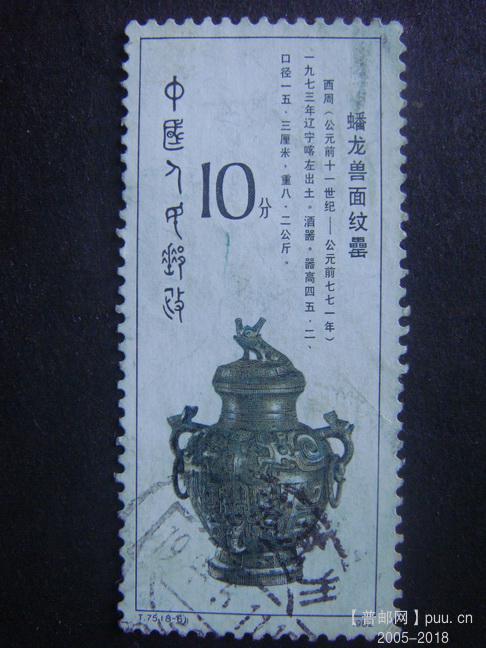 蟠龙兽面纹罍
西周（公元前十一世纪——公元前七七一年）
一九七三年辽宁喀左出土。酒器。器高四五·二、
口径一五·三厘米，重八·二公斤。
10分
中国人民邮政
T.75.(8-6)
【普邮网】puu.cn
2005-2018